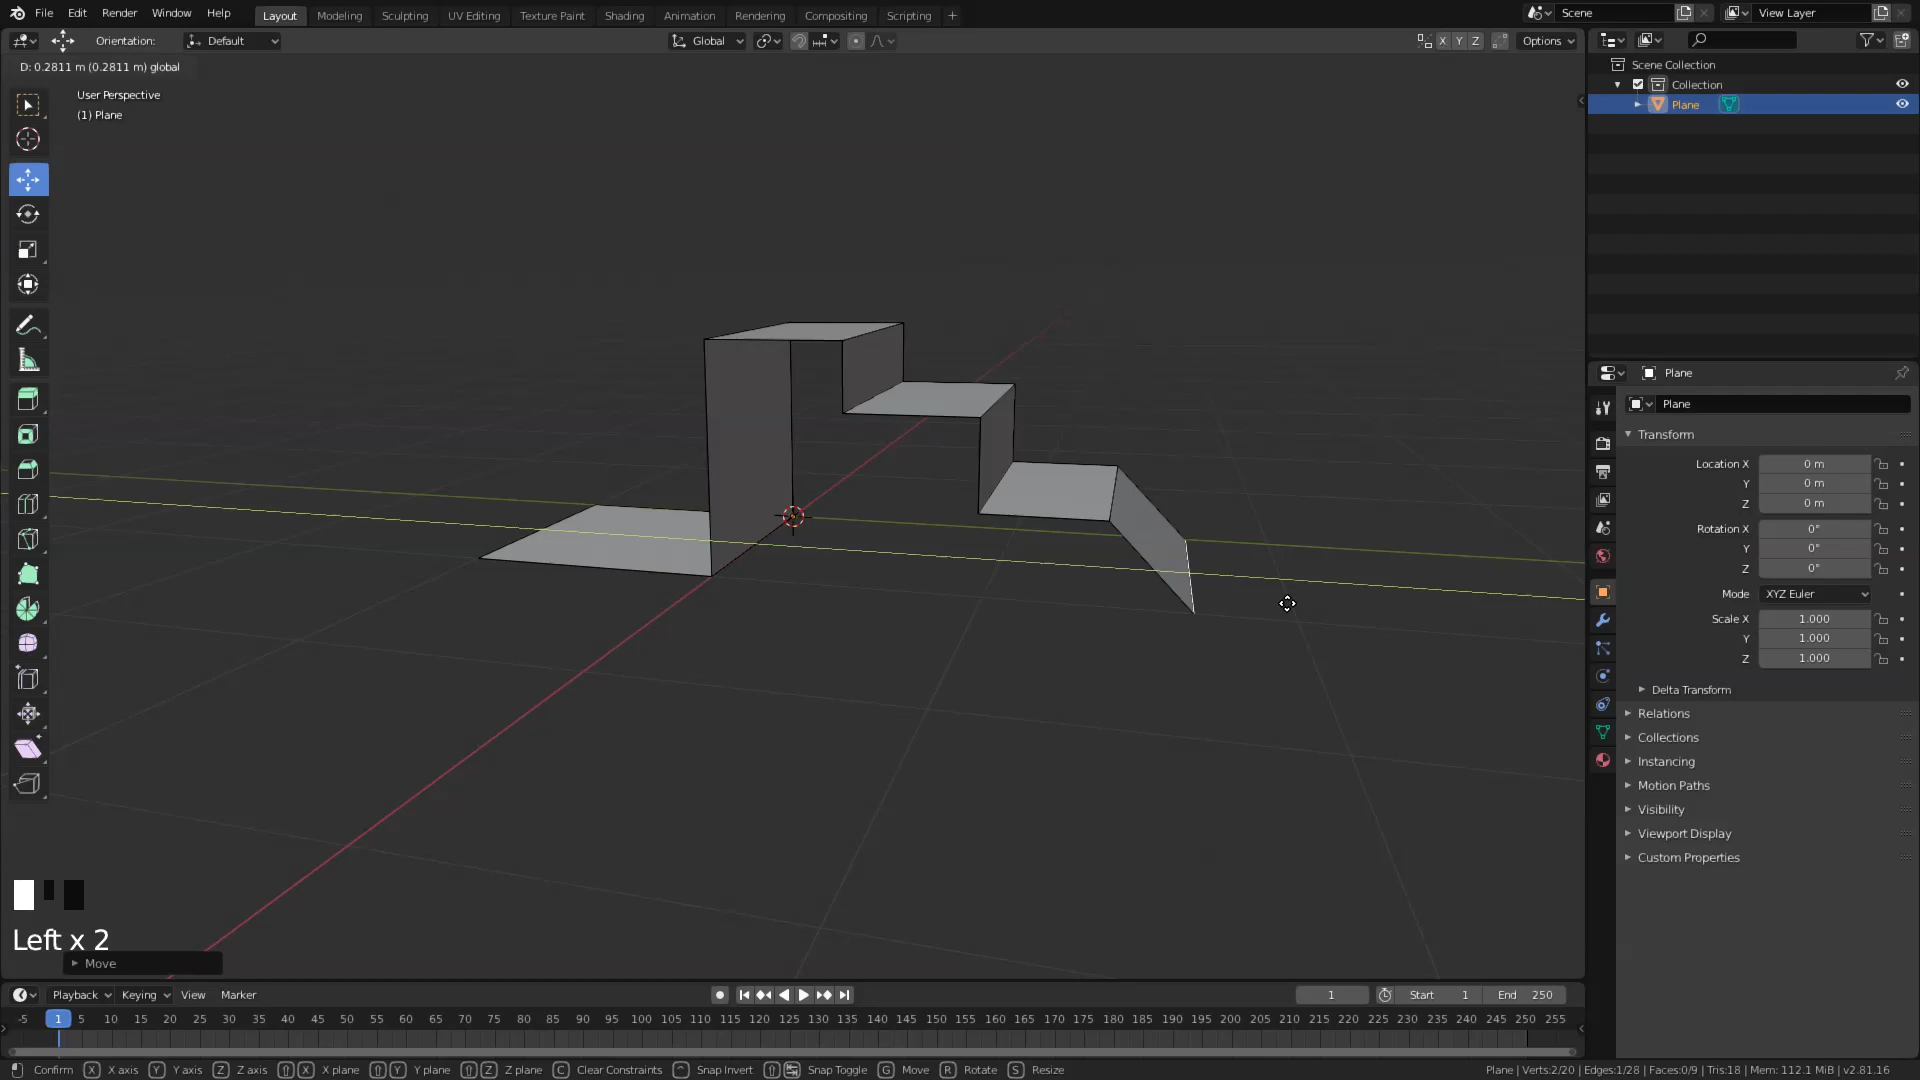 File Edit Render Window Help Layout Modeling Sculpting UV Editing Texture Paint Shading Animation Rendering Compositing Scripting + Scene View Layer
Orientation: Default Global X Y Z Options
D: 0.2811 m (0.2811 m) global
User Perspective
(1) Plane
Scene Collection
Collection
Plane
Plane
Plane
Transform
Location X 0 m
Y 0 m
Z 0 m
Rotation X 0°
Y 0°
Z 0°
Mode XYZ Euler
Scale X 1.000
Y 1.000
Z 1.000
Delta Transform
Relations
Collections
Instancing
Motion Paths
Visibility
Viewport Display
Custom Properties
Left x 2
Move
Playback Keying View Marker 1 Start 1 End 250
-5 1 5 10 15 20 25 30 35 40 45 50 55 60 65 70 75 80 85 90 95 100 105 110 115 120 125 130 135 140 145 150 155 160 165 170 175 180 185 190 195 200 205 210 215 220 225 230 235 240 245 250 255
Confirm X X axis Y Y axis Z Z axis X X plane Y Y plane Z Z plane C Clear Constraints Snap Invert Snap Toggle G Move R Rotate S Resize Plane | Verts:2/20 | Edges:1/28 | Faces:0/9 | Tris:18 | Mem: 112.1 MiB | v2.81.16